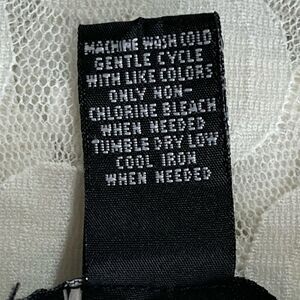 MACHINE WASH COLD
GENTLE CYCLE
WITH LIKE COLORS
ONLY NON-
CHLORINE BLEACH
WHEN NEEDED
TUMBLE DRY LOW
COOL IRON
WHEN NEEDED